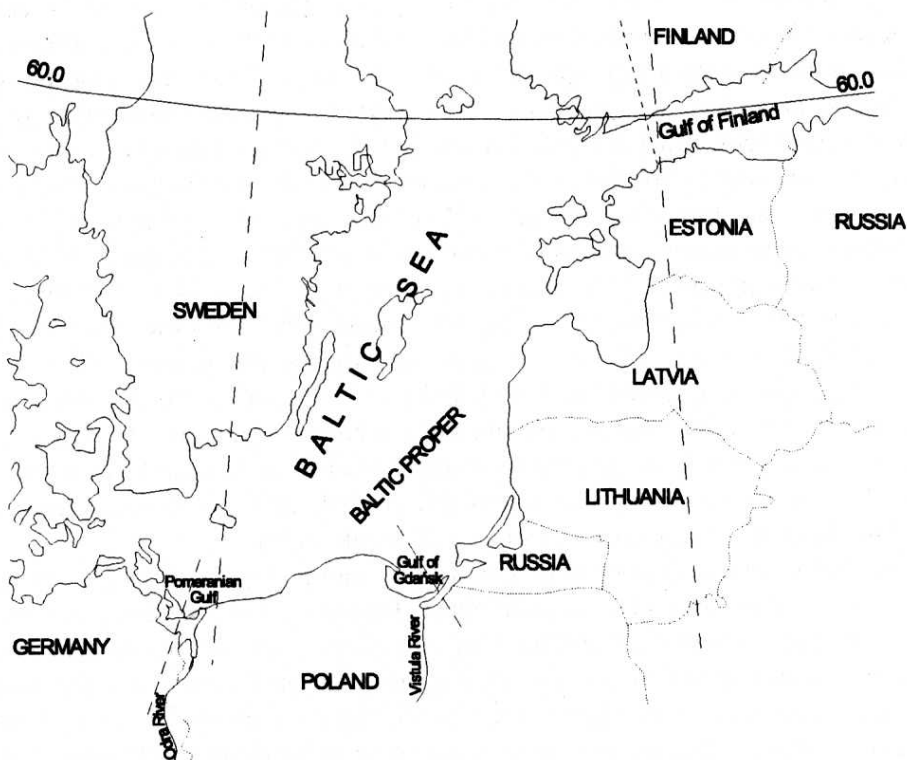 FINLAND
60.0
60.0
Gulf of Finland
ESTONIA
RUSSIA
SWEDEN
BALTIC SEA
LATVIA
BALTIC PROPER
LITHUANIA
Gulf of
Gdańsk
RUSSIA
Pomeranian
Gulf
GERMANY
POLAND
Vistula River
Odra River